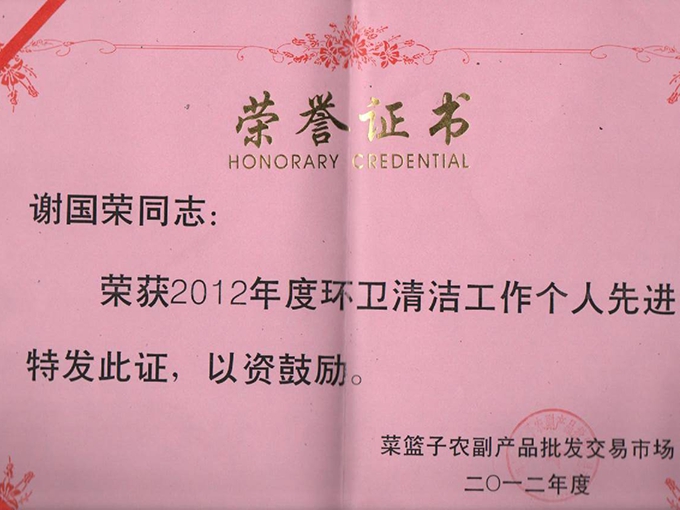 荣誉证书
HONORARY CREDENTIAL
谢国荣同志：
荣获2012年度环卫清洁工作个人先进
特发此证，以资鼓励。
菜篮子农副产品批发交易市场
二〇一二年度